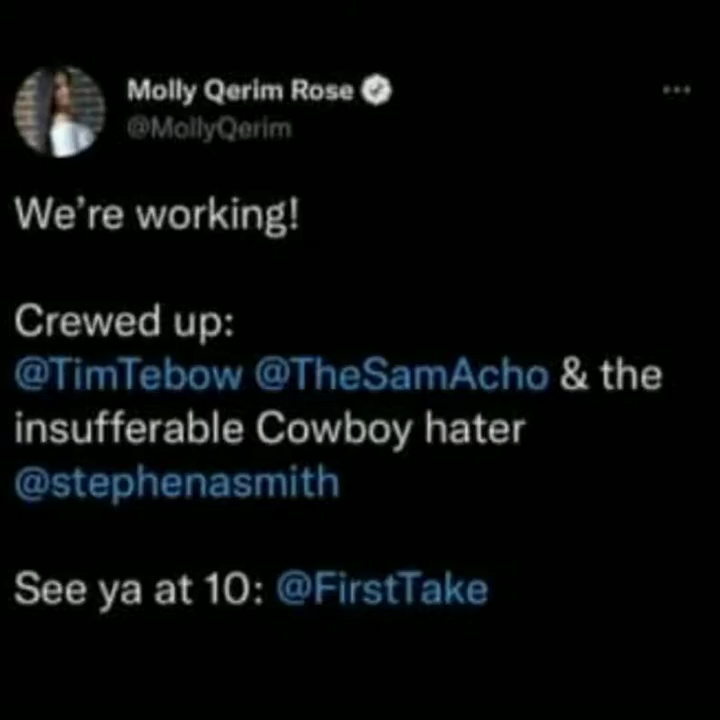 Molly Qerim Rose
@MollyQerim
We're working!
Crewed up:
@TimTebow @TheSamAcho & the
insufferable Cowboy hater
@stephenasmith
See ya at 10: @FirstTake